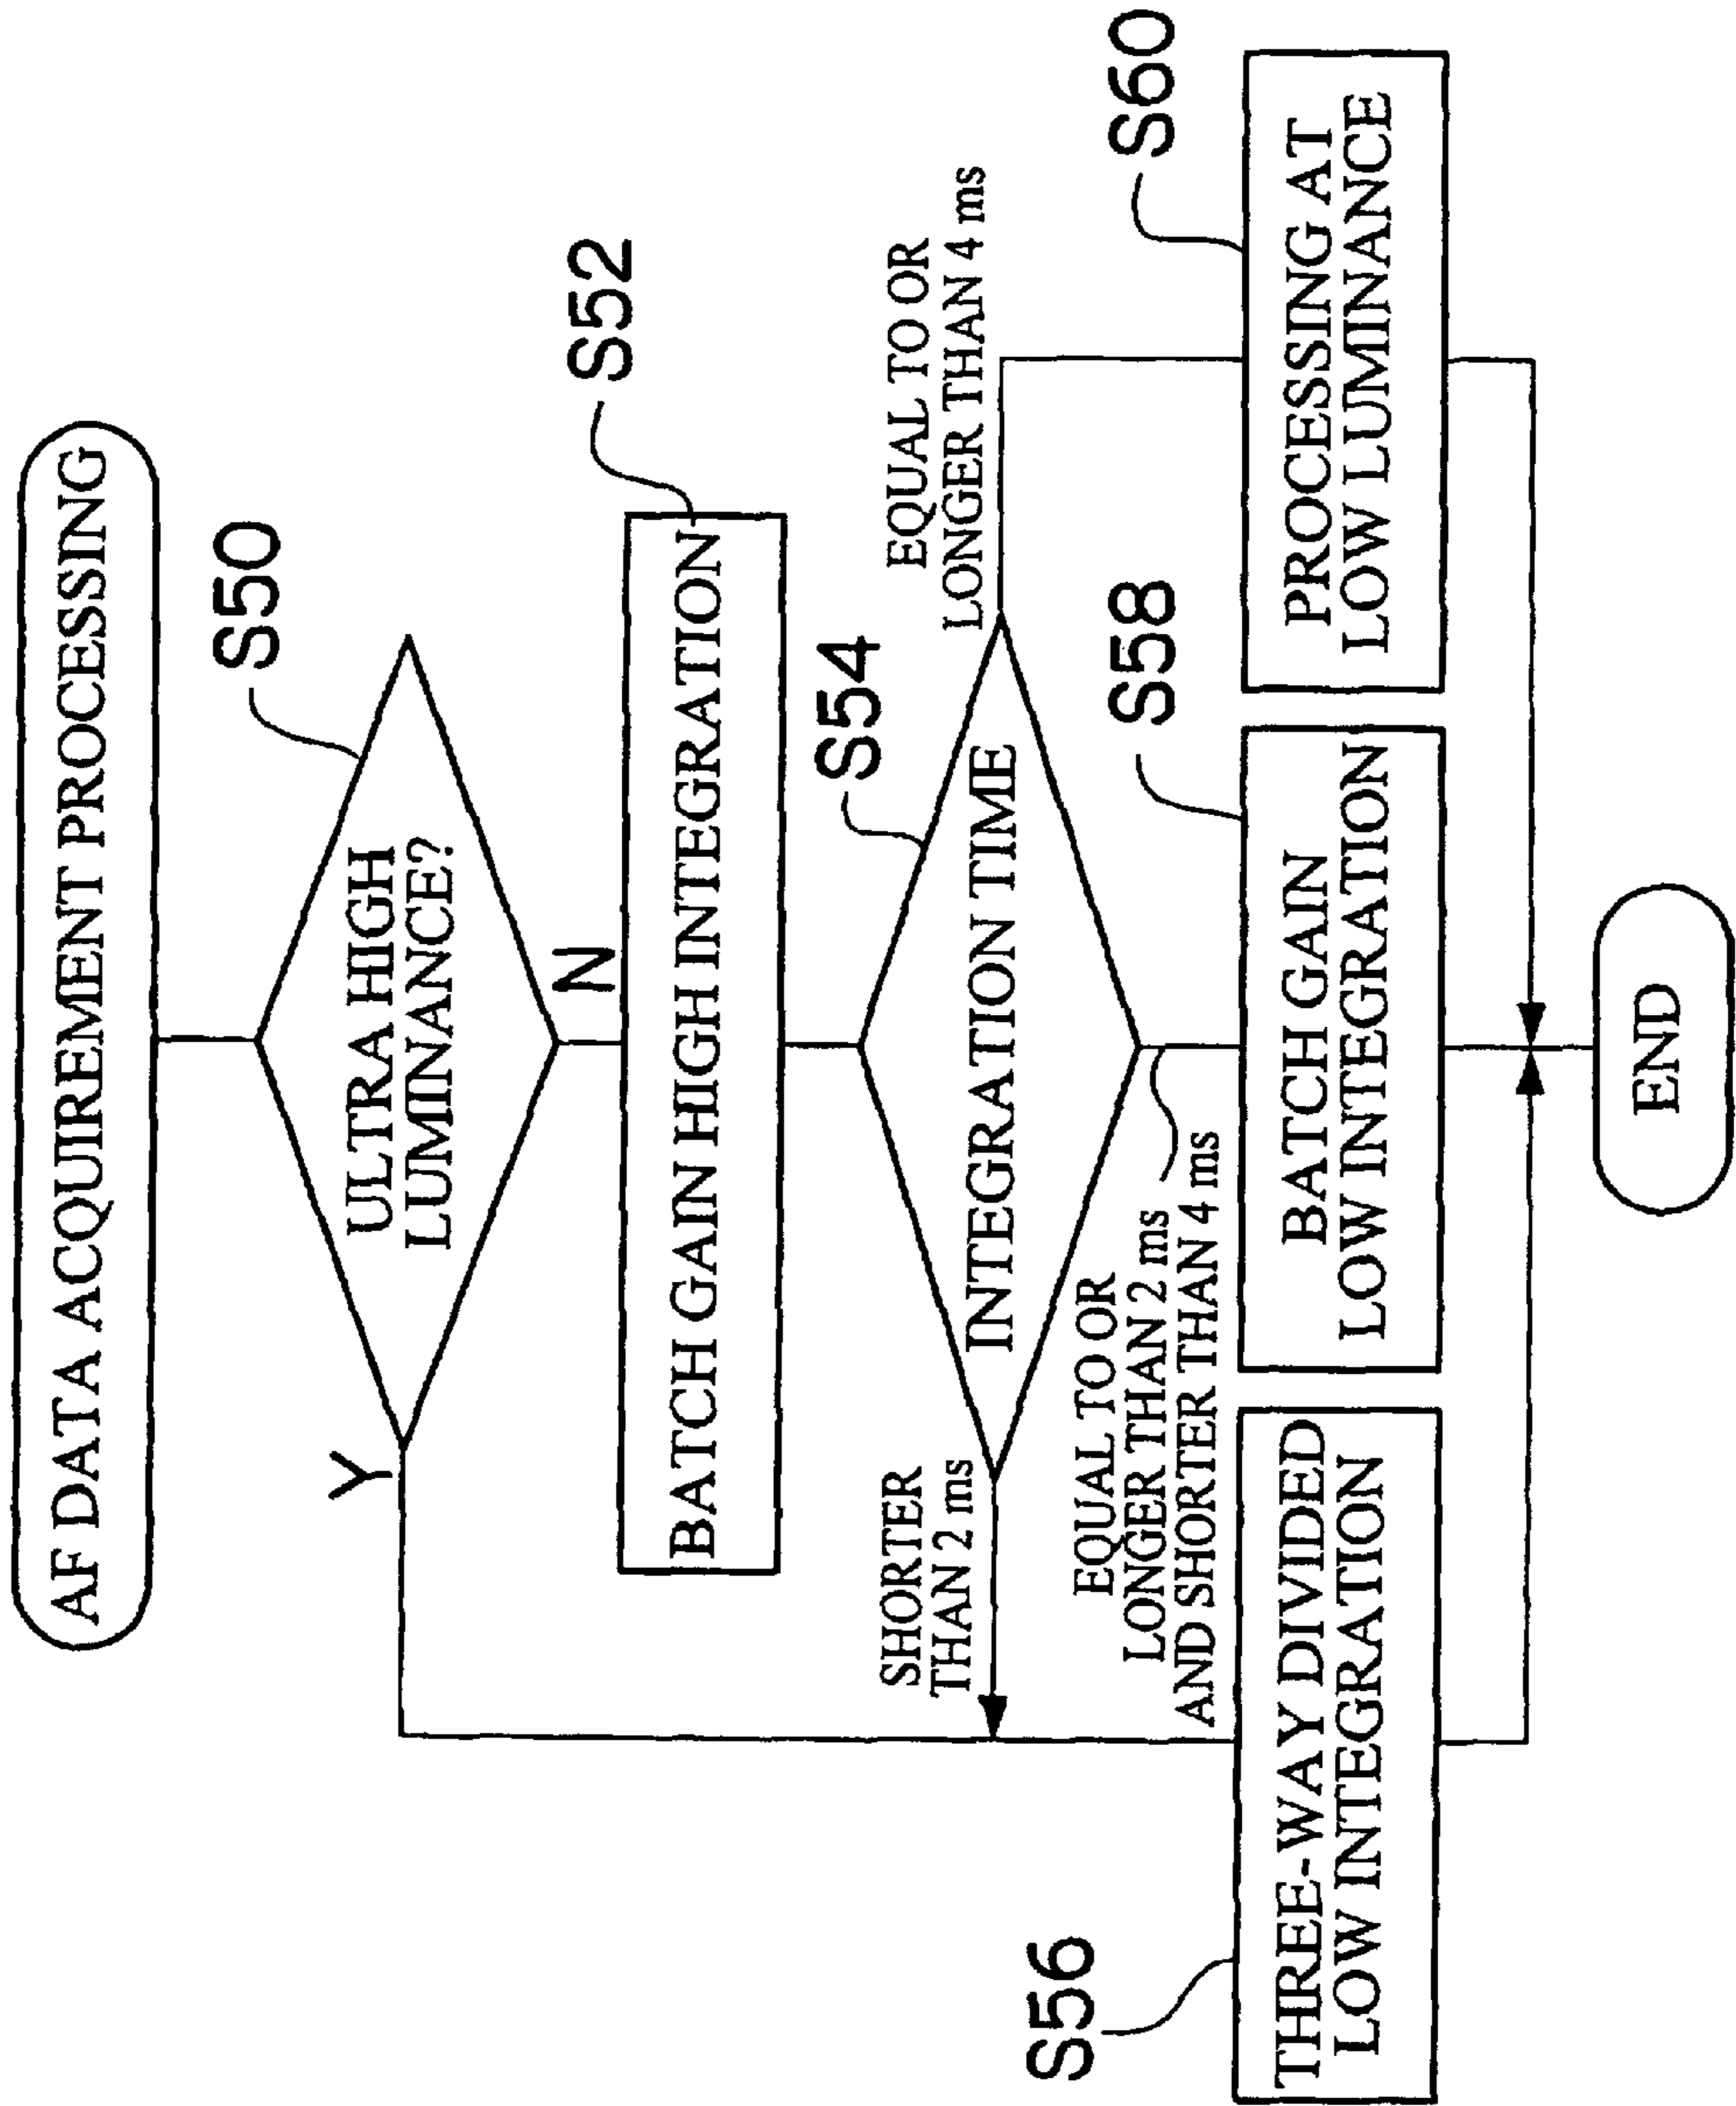 AF DATA ACQUIREMENT PROCESSING
S50
ULTRA HIGH
LUMINANCE?
Y
N
S52
BATCH GAIN HIGH INTEGRATION
S54
INTEGRATION TIME
SHORTER
THAN 2 ms
EQUAL TO OR
LONGER THAN 4 ms
EQUAL TO OR
LONGER THAN 2 ms
AND SHORTER THAN 4 ms
S56
THREE-WAY DIVIDED
LOW INTEGRATION
S58
BATCH GAIN
LOW INTEGRATION
S60
PROCESSING AT
LOW LUMINANCE
END